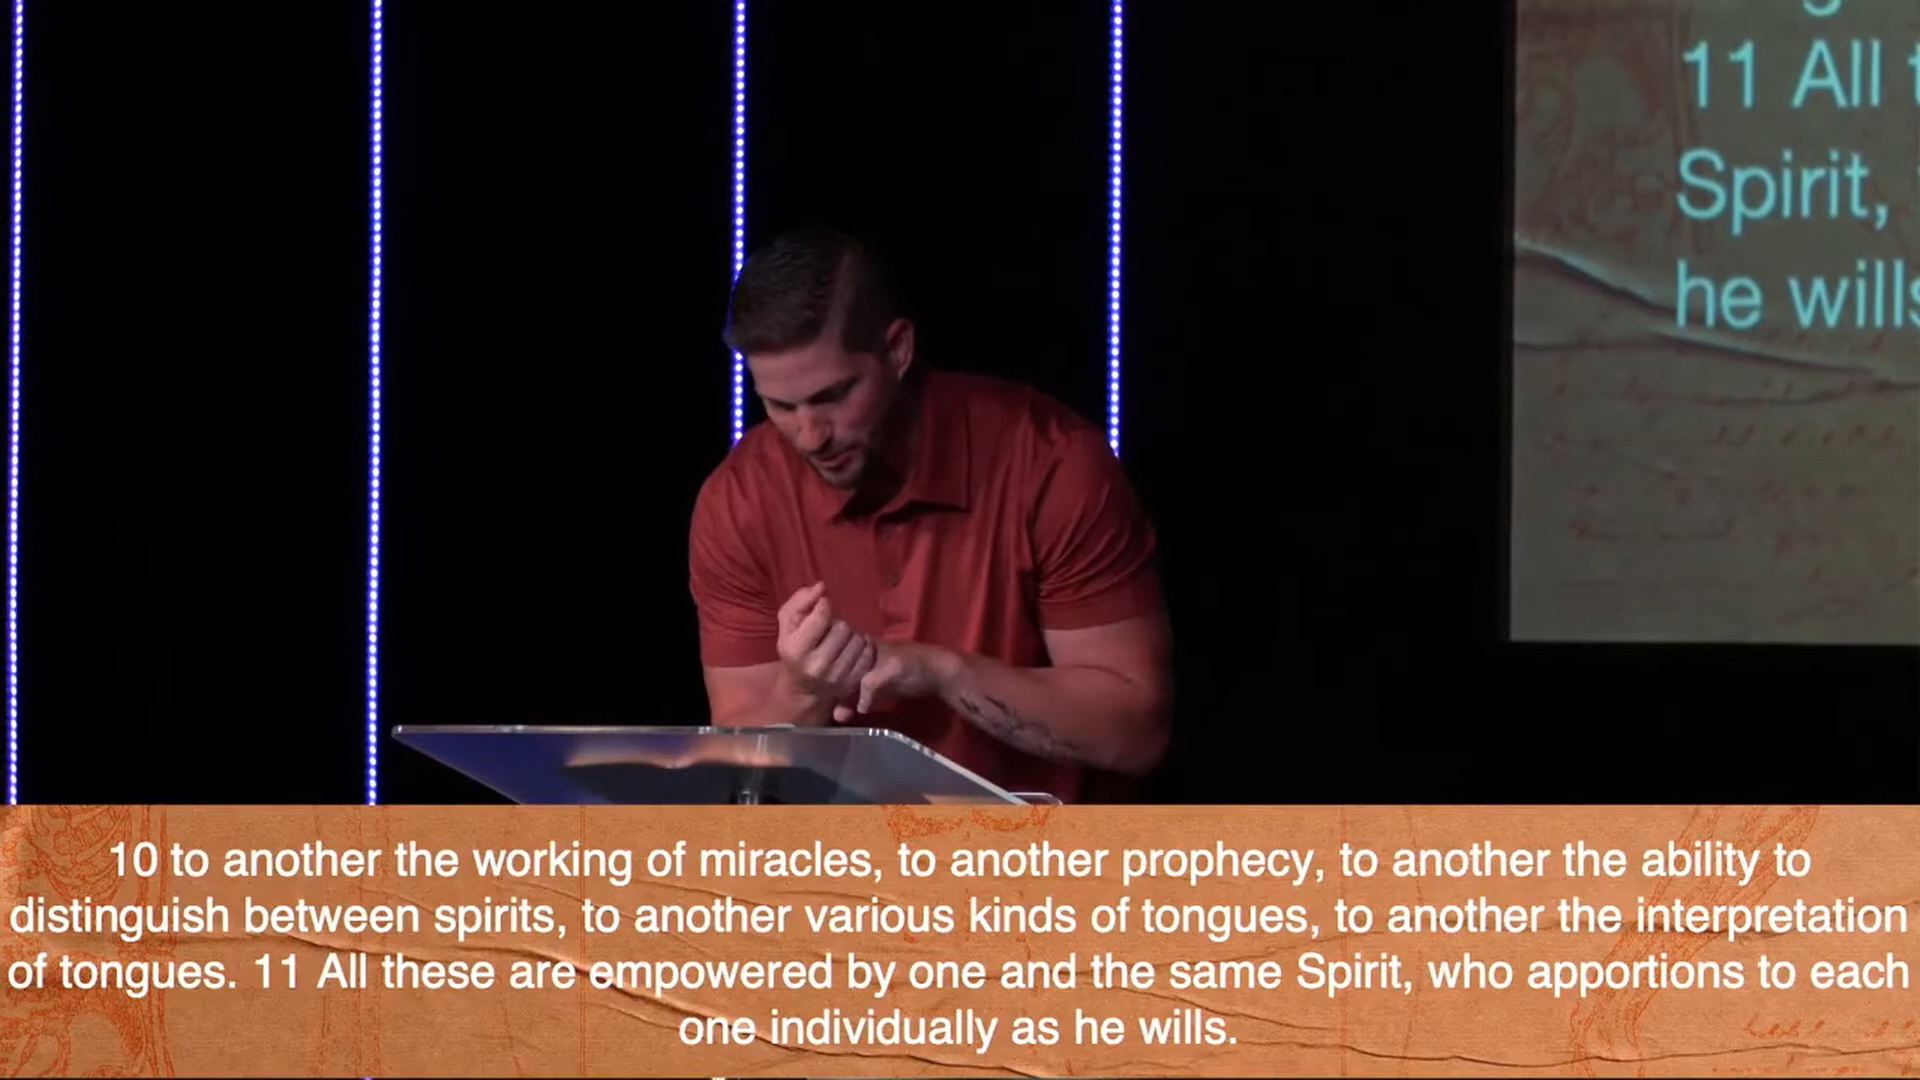 11 All
Spirit,
he wills
10 to another the working of miracles, to another prophecy, to another the ability to
distinguish between spirits, to another various kinds of tongues, to another the interpretation
of tongues. 11 All these are empowered by one and the same Spirit, who apportions to each
one individually as he wills.